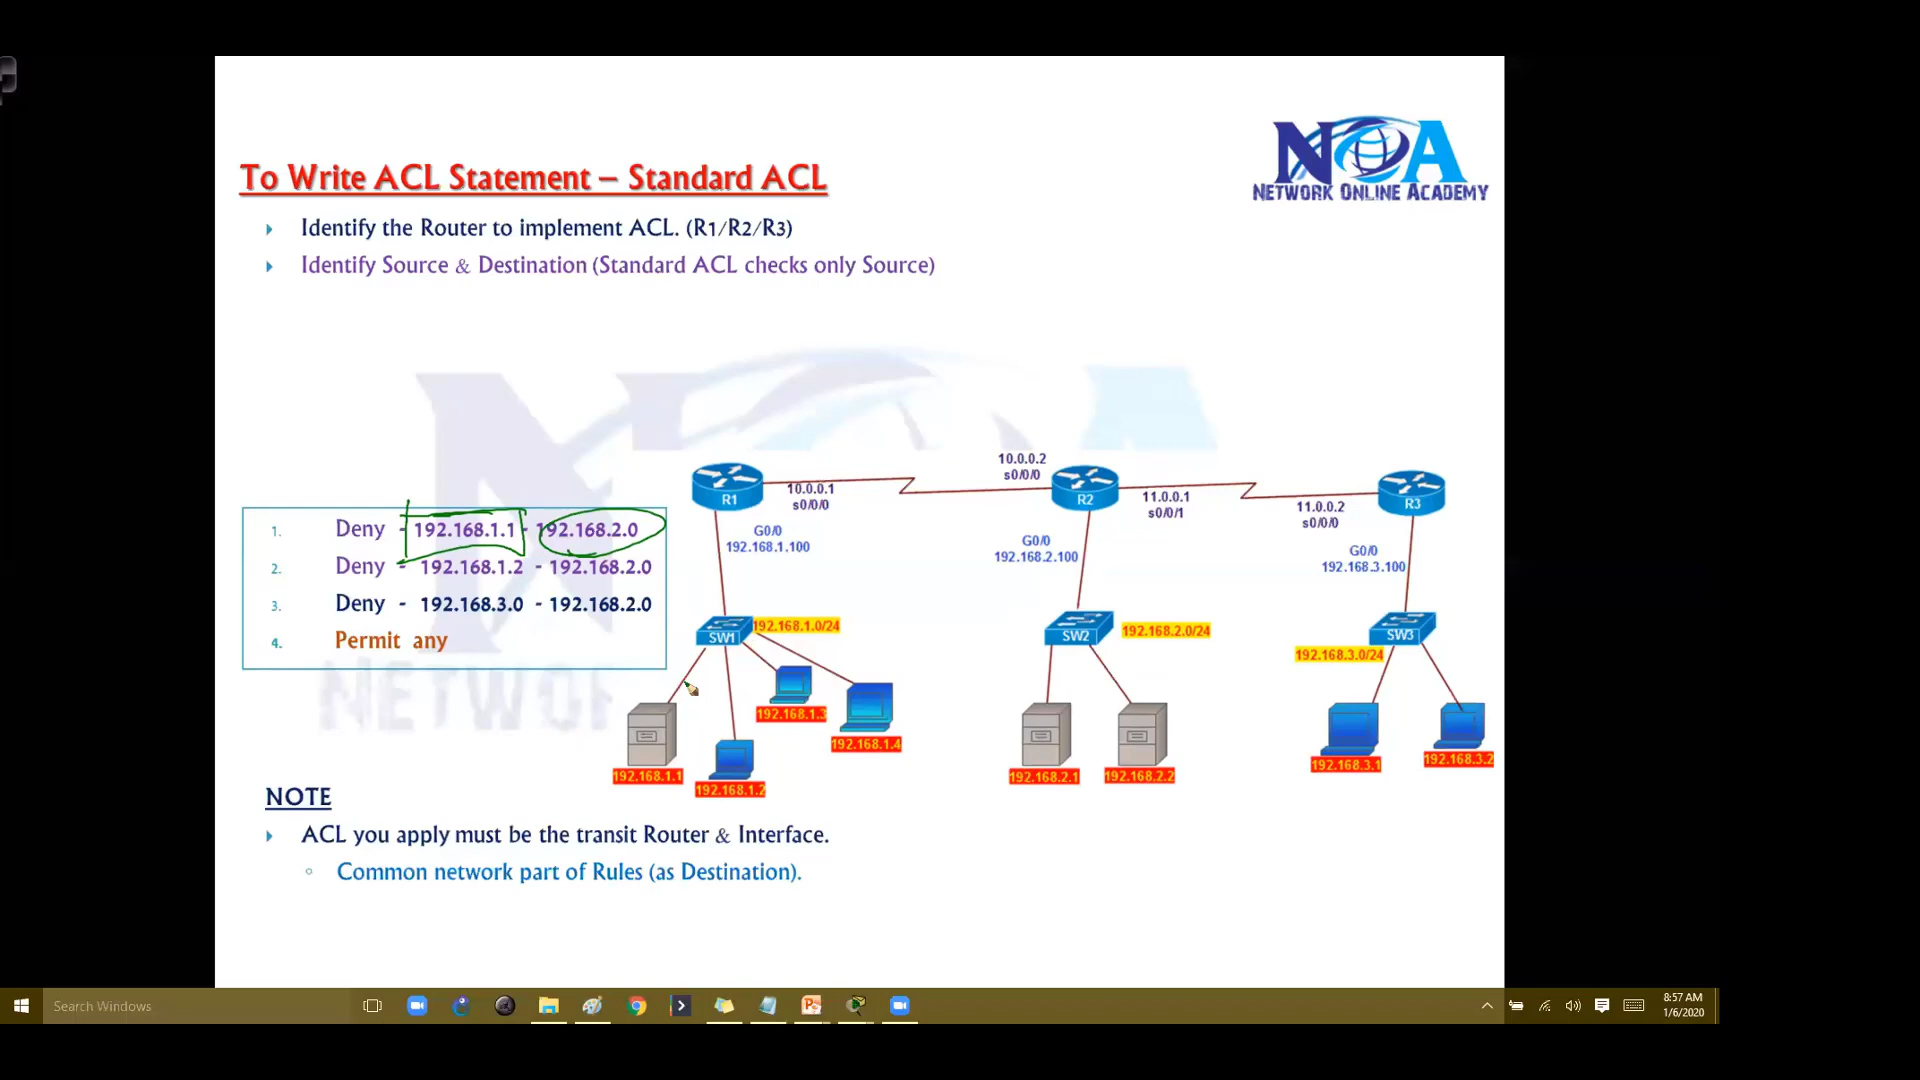 NOA
NETWORK ONLINE ACADEMY
To Write ACL Statement – Standard ACL
Identify the Router to implement ACL. (R1/R2/R3)
Identify Source & Destination (Standard ACL checks only Source)
1. Deny - 192.168.1.1 - 192.168.2.0
2. Deny - 192.168.1.2 - 192.168.2.0
3. Deny - 192.168.3.0 - 192.168.2.0
4. Permit any
R1
10.0.0.1
s0/0/0
10.0.0.2
s0/0/0
R2
11.0.0.1
s0/0/1
11.0.0.2
s0/0/0
R3
G0/0
192.168.1.100
G0/0
192.168.2.100
G0/0
192.168.3.100
SW1
192.168.1.0/24
SW2
192.168.2.0/24
SW3
192.168.3.0/24
192.168.1.1
192.168.1.2
192.168.1.3
192.168.1.4
192.168.2.1
192.168.2.2
192.168.3.1
192.168.3.2
NETWOR
NOTE
ACL you apply must be the transit Router & Interface.
Common network part of Rules (as Destination).
Search Windows
8:57 AM
1/6/2020